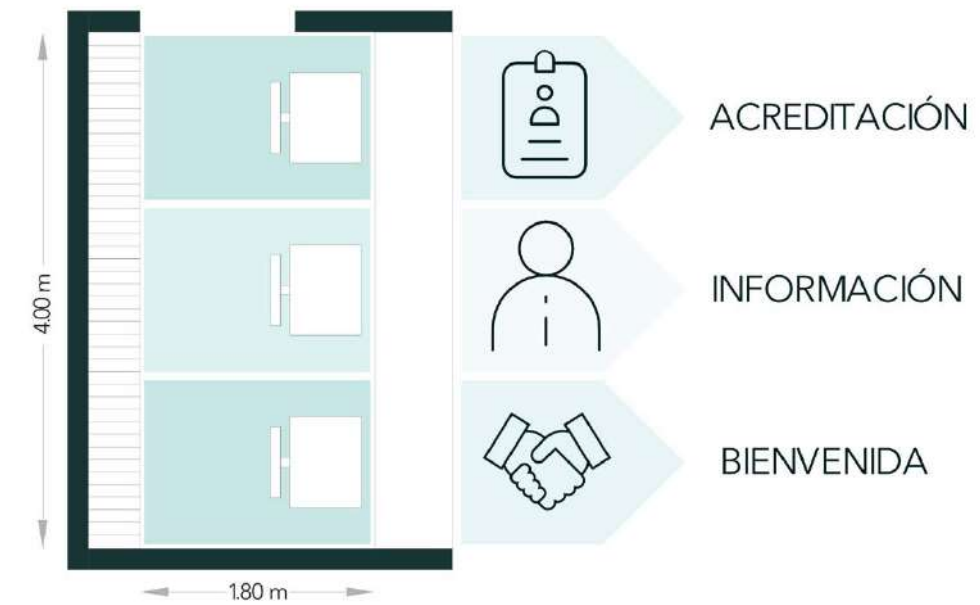 ACREDITACIÓN
INFORMACIÓN
4.00 m
BIENVENIDA
1.80 m